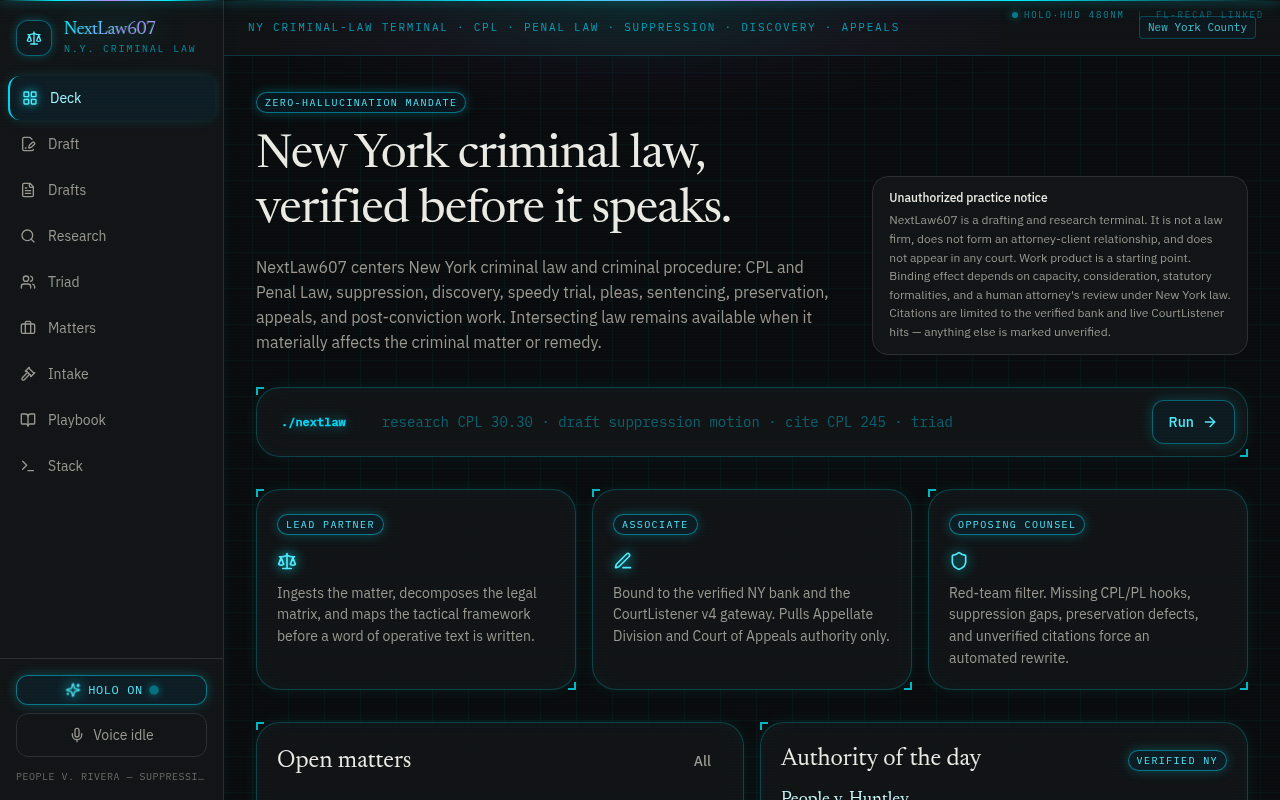 NextLaw607
N.Y. CRIMINAL LAW
Deck
Draft
Drafts
Research
Triad
Matters
Intake
Playbook
Stack
HOLO ON
Voice idle
PEOPLE V. RIVERA — SUPPRESSI…
NY CRIMINAL-LAW TERMINAL · CPL · PENAL LAW · SUPPRESSION · DISCOVERY · APPEALS
HOLO·HUD 480NM
FL-RECAP LINKED
New York County
ZERO-HALLUCINATION MANDATE
New York criminal law,
verified before it speaks.
NextLaw607 centers New York criminal law and criminal procedure: CPL and
Penal Law, suppression, discovery, speedy trial, pleas, sentencing, preservation,
appeals, and post-conviction work. Intersecting law remains available when it
materially affects the criminal matter or remedy.
Unauthorized practice notice
NextLaw607 is a drafting and research terminal. It is not a law
firm, does not form an attorney-client relationship, and does
not appear in any court. Work product is a starting point.
Binding effect depends on capacity, consideration, statutory
formalities, and a human attorney's review under New York law.
Citations are limited to the verified bank and live CourtListener
hits — anything else is marked unverified.
./nextlaw
research CPL 30.30 · draft suppression motion · cite CPL 245 · triad
Run
LEAD PARTNER
Ingests the matter, decomposes the legal
matrix, and maps the tactical framework
before a word of operative text is written.
ASSOCIATE
Bound to the verified NY bank and the
CourtListener v4 gateway. Pulls Appellate
Division and Court of Appeals authority only.
OPPOSING COUNSEL
Red-team filter. Missing CPL/PL hooks,
suppression gaps, preservation defects,
and unverified citations force an
automated rewrite.
Open matters
All
Authority of the day
VERIFIED NY
People v. Huntley